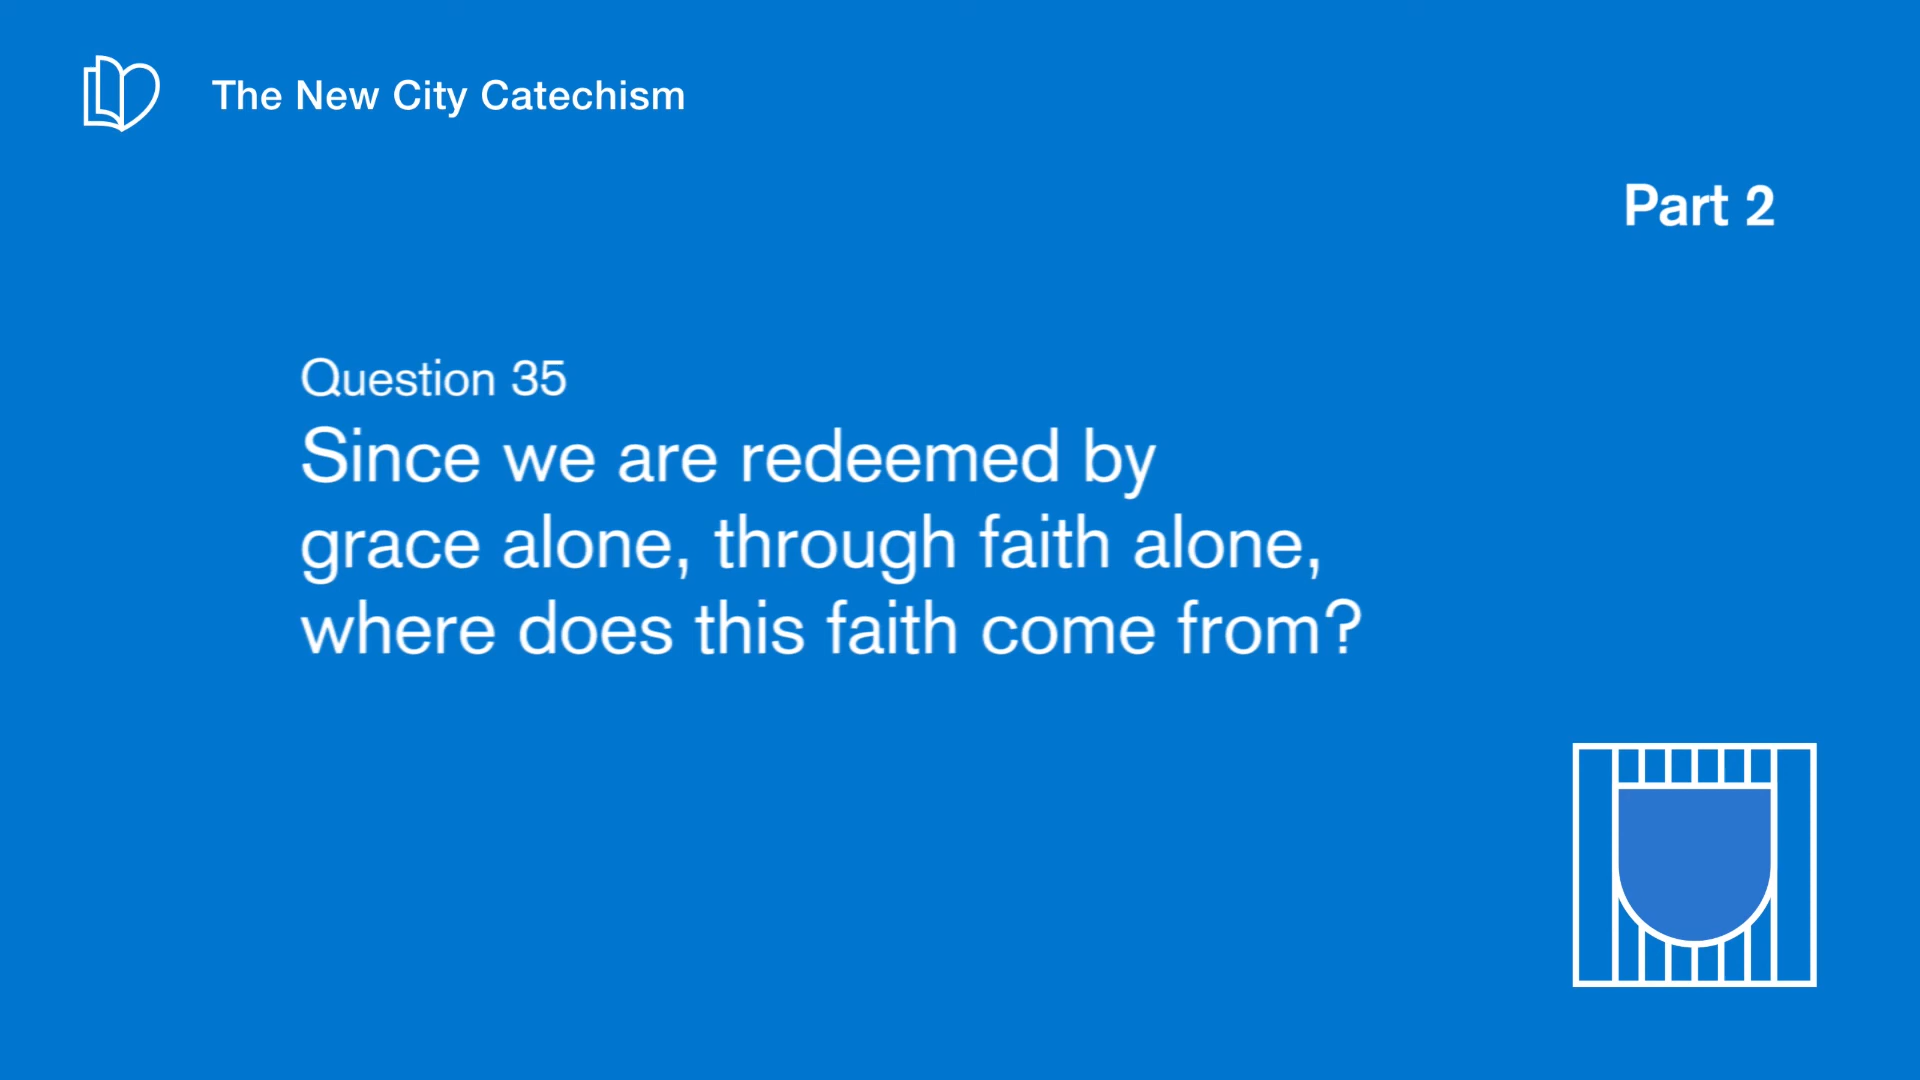 The New City Catechism
Part 2
Question 35
Since we are redeemed by
grace alone, through faith alone,
where does this faith come from?